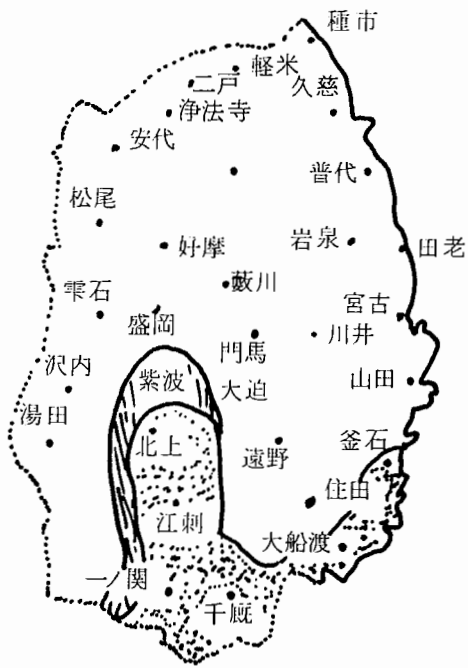 種市
軽米
二戸
久慈
浄法寺
安代
普代
松尾
好摩
岩泉
田老
藪川
雫石
宮古
盛岡
川井
門馬
沢内
紫波
大迫
山田
湯田
北上
遠野
釜石
住田
江刺
大船渡
一ノ関
千厩